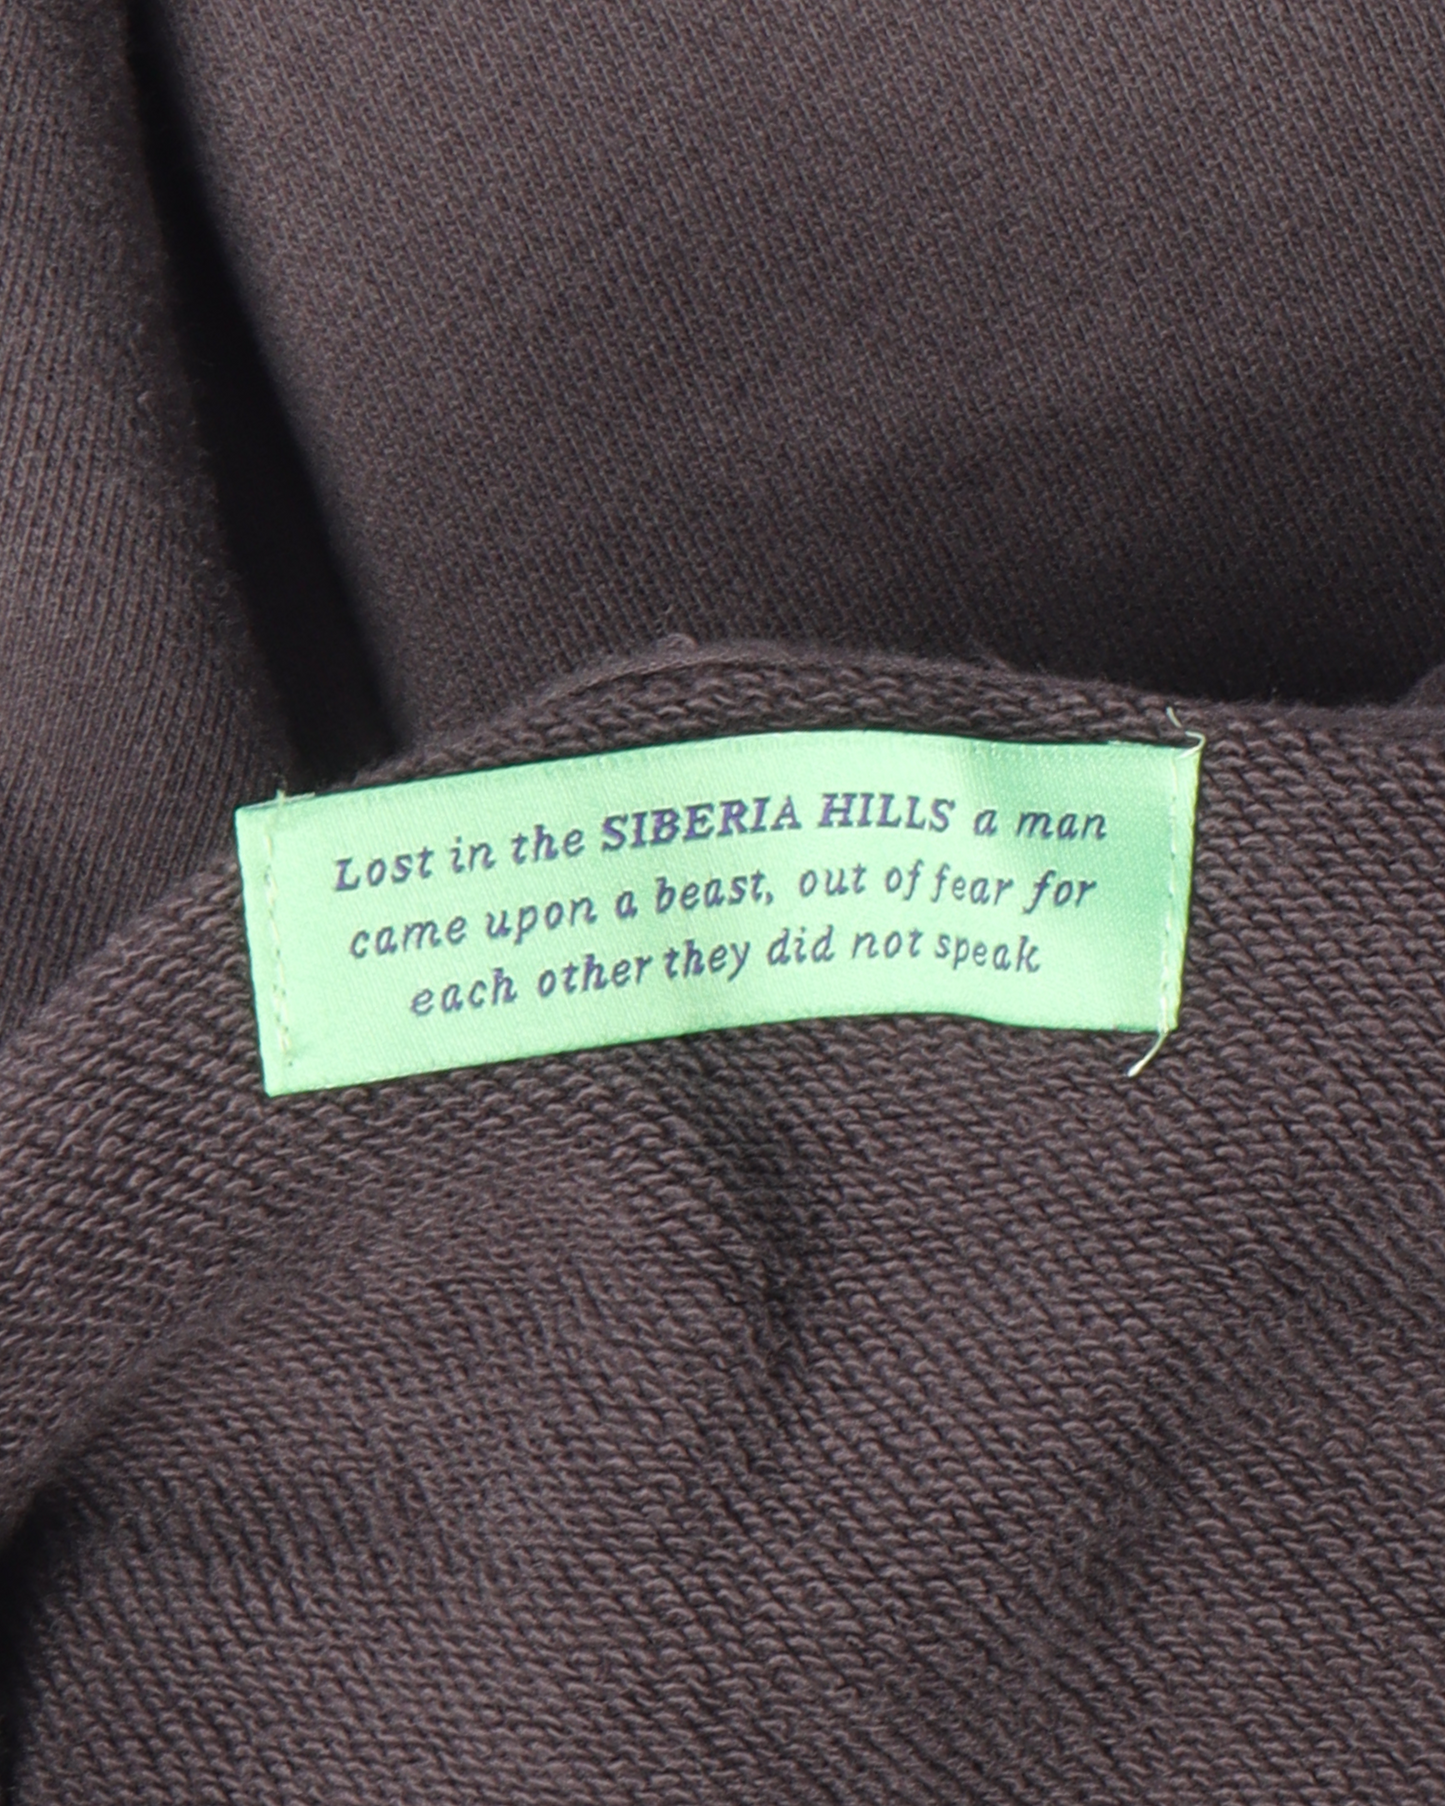 Lost in the SIBERIA HILLS a man
came upon a beast, out of fear for
each other they did not speak